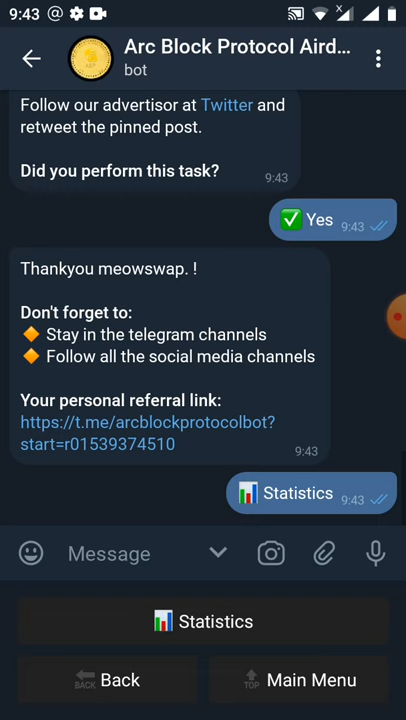 9:43 @
Arc Block Protocol Aird...
bot
Follow our advertisor at Twitter and
retweet the pinned post.
Did you perform this task?
9:43
✅ Yes 9:43
Thankyou meowswap. !
Don't forget to:
🔶 Stay in the telegram channels
🔶 Follow all the social media channels
Your personal referral link:
https://t.me/arcblockprotocolbot?
start=r01539374510
9:43
📊 Statistics 9:43
Message
📊 Statistics
🔙 Back
🔝 Main Menu